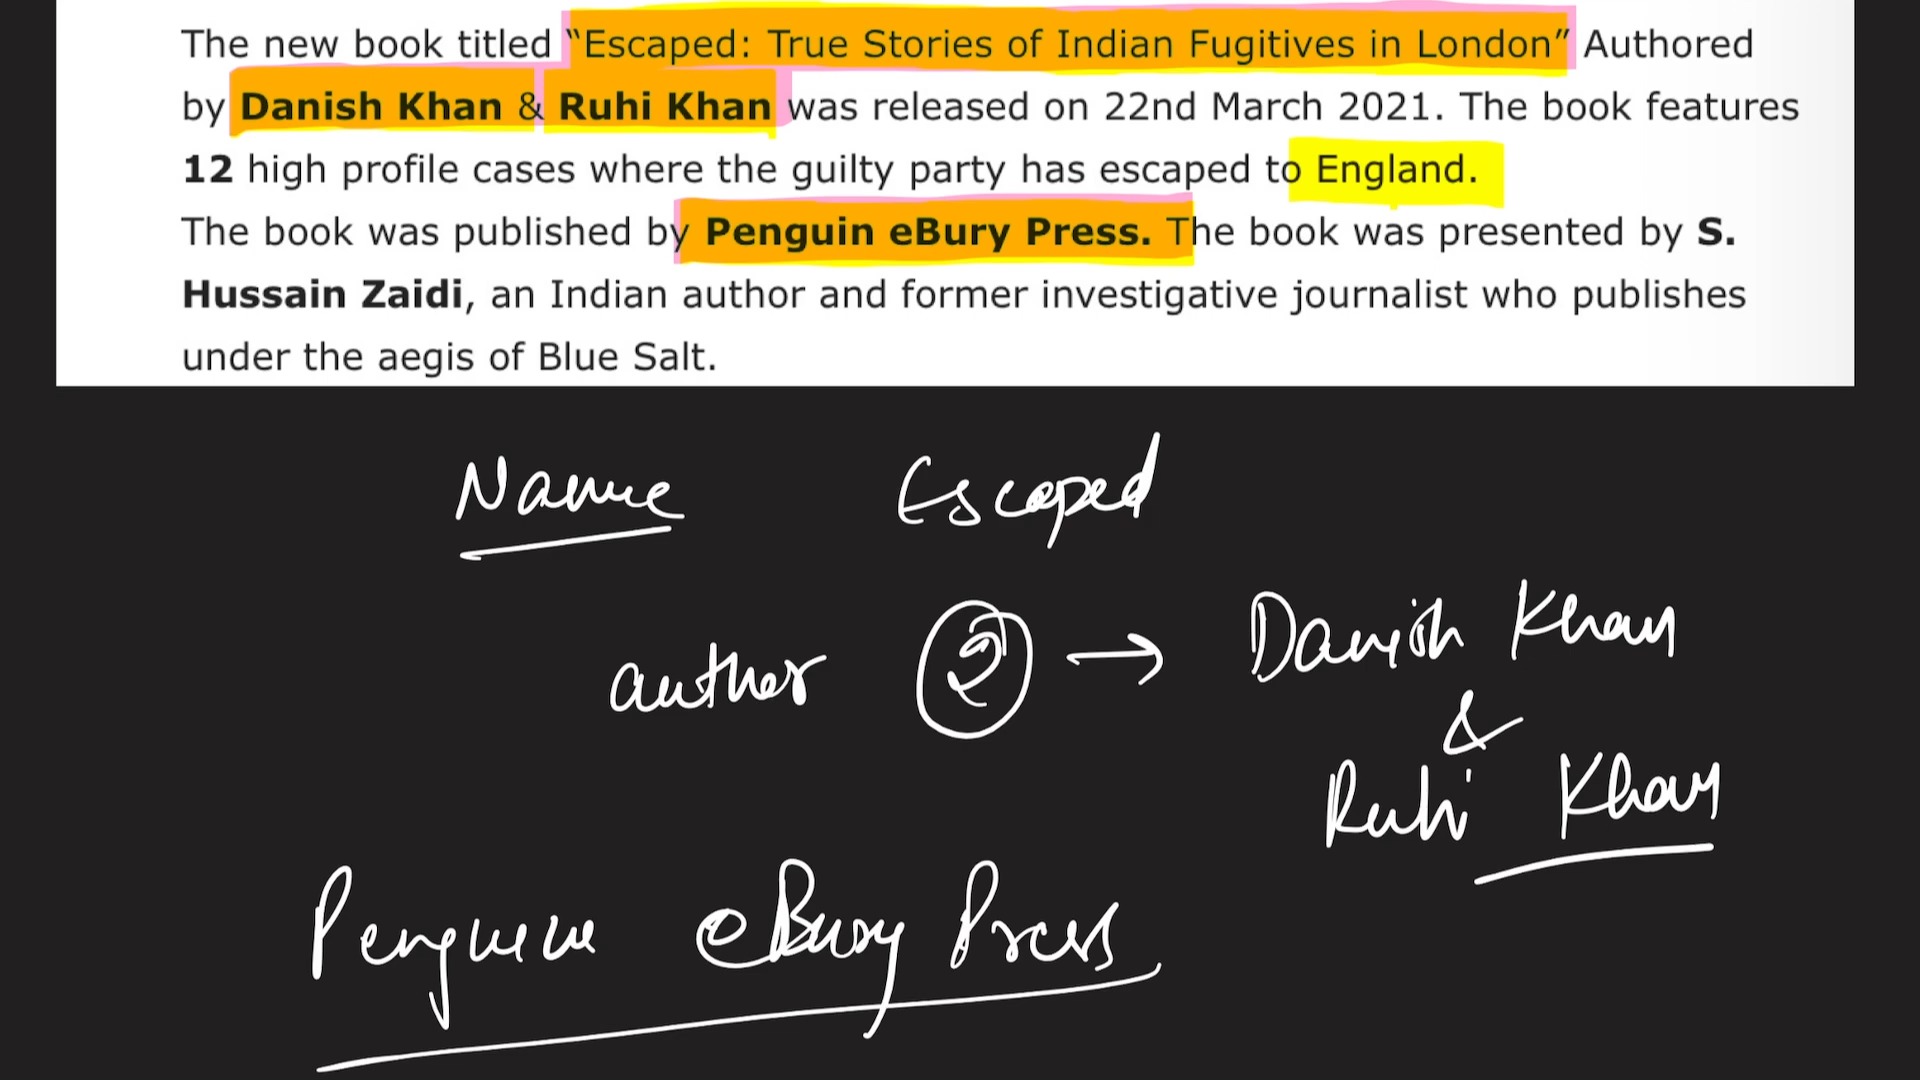 The new book titled “Escaped: True Stories of Indian Fugitives in London” Authored
by Danish Khan & Ruhi Khan was released on 22nd March 2021. The book features
12 high profile cases where the guilty party has escaped to England.
The book was published by Penguin eBury Press. The book was presented by S.
Hussain Zaidi, an Indian author and former investigative journalist who publishes
under the aegis of Blue Salt.
Name Escaped
author 2 → Danish Khan
&
Ruhi Khan
Penguin eBury Press